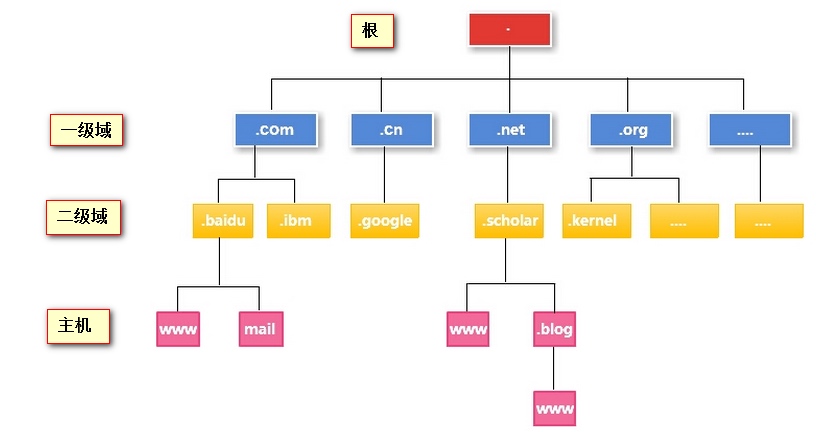 根
.
一级域
.com
.cn
.net
.org
....
二级域
.baidu
.ibm
.google
.scholar
.kernel
....
....
主机
www
mail
www
.blog
www